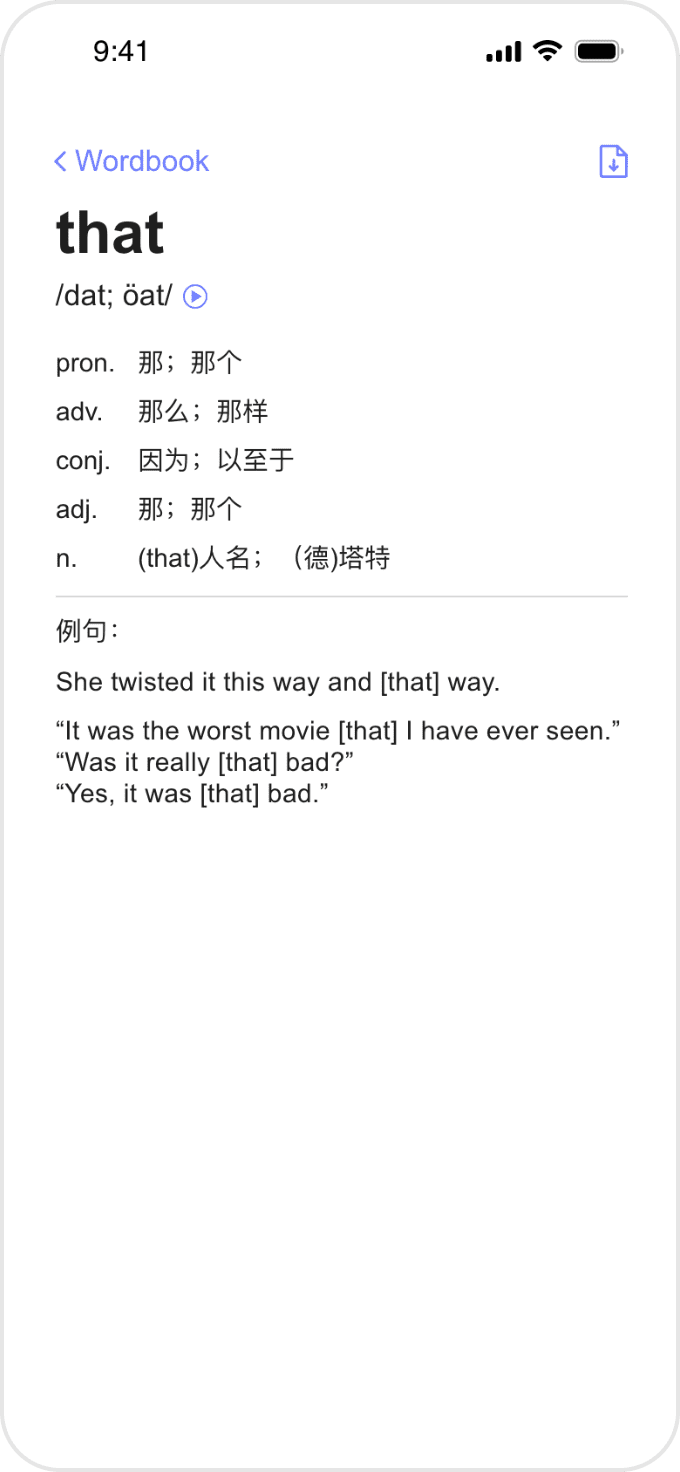 9:41
Wordbook
that
/dat; öat/
pron. 那；那个
adv. 那么；那样
conj. 因为；以至于
adj. 那；那个
n. (that)人名；（德)塔特
例句：
She twisted it this way and [that] way.
“It was the worst movie [that] I have ever seen.”
“Was it really [that] bad?”
“Yes, it was [that] bad.”